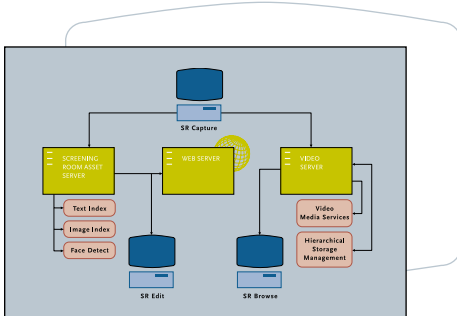 SR Capture
SCREENING
ROOM ASSET
SERVER
WEB SERVER
VIDEO
SERVER
Text Index
Image Index
Face Detect
Video
Media Services
Hierarchical
Storage
Management
SR Edit
SR Browse